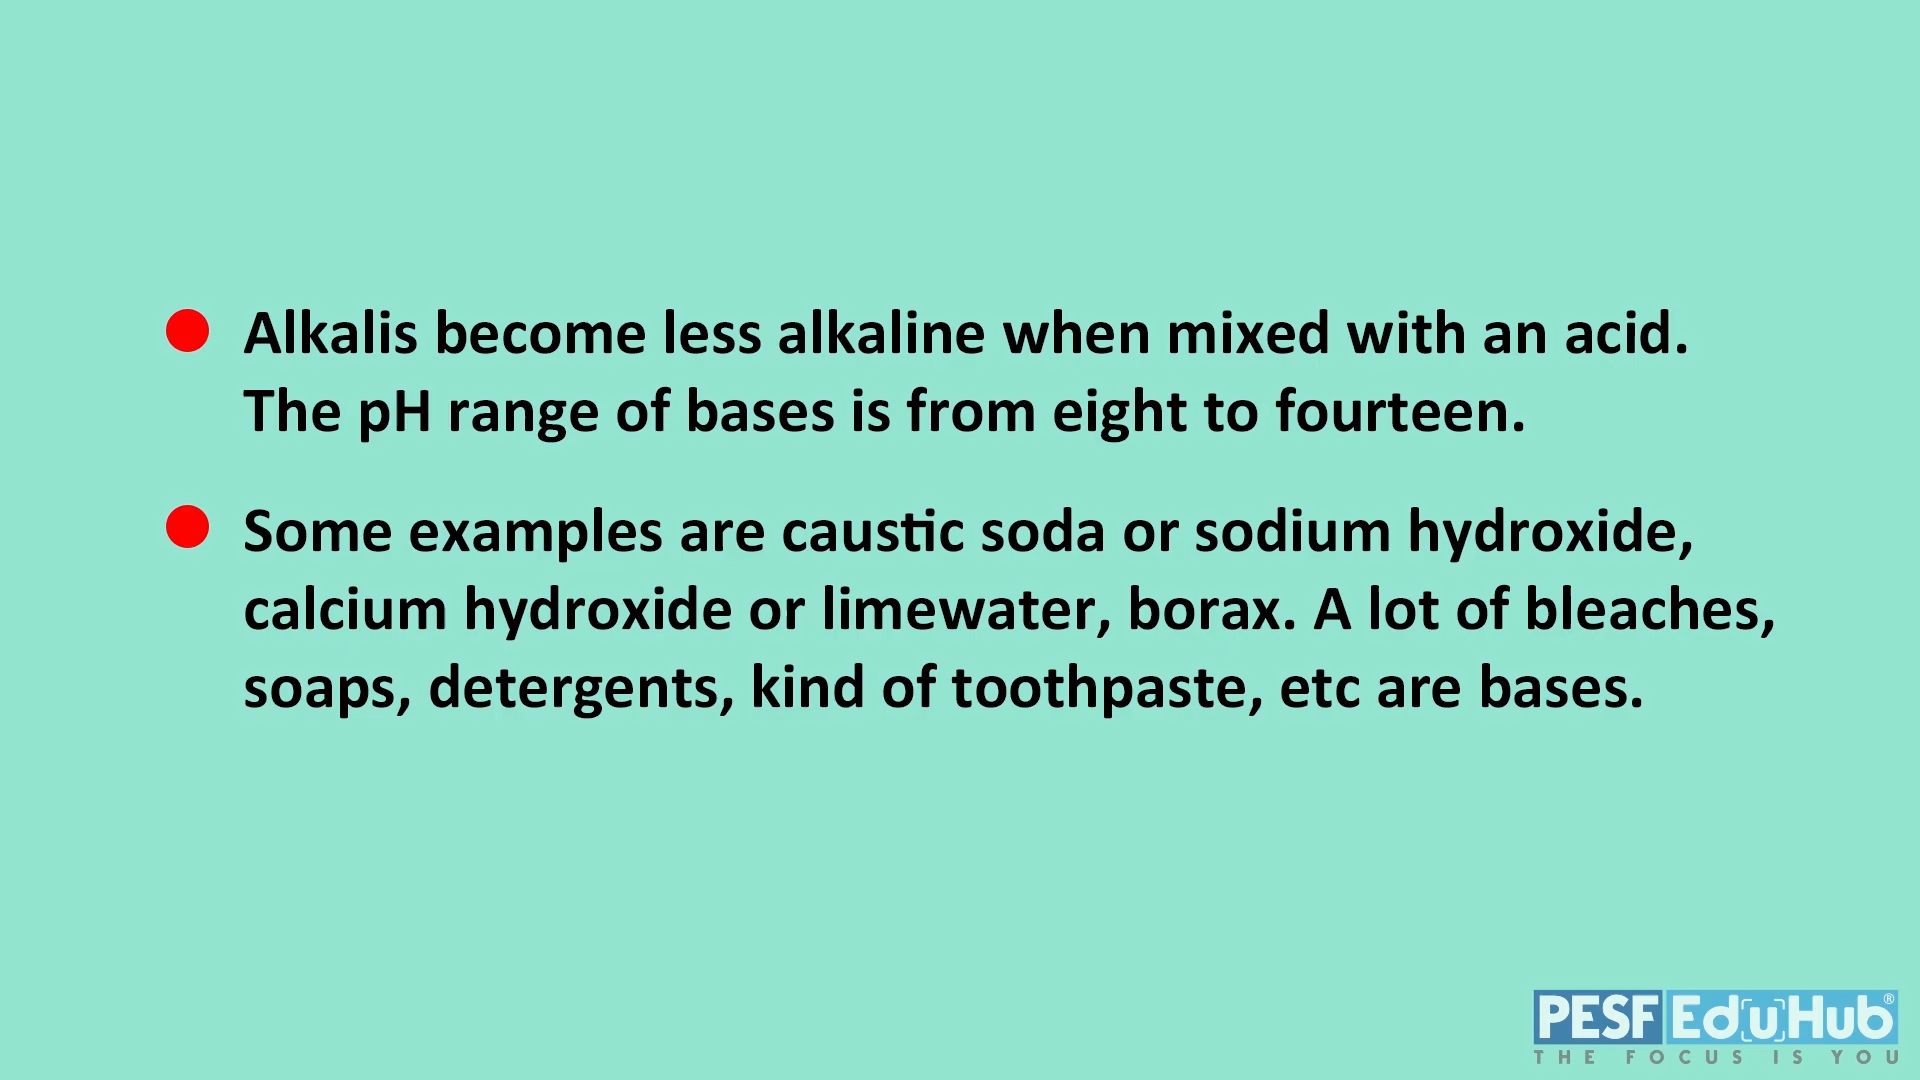 Alkalis become less alkaline when mixed with an acid.
The pH range of bases is from eight to fourteen.
Some examples are caustic soda or sodium hydroxide,
calcium hydroxide or limewater, borax. A lot of bleaches,
soaps, detergents, kind of toothpaste, etc are bases.
PESF EduHub®
THE FOCUS IS YOU